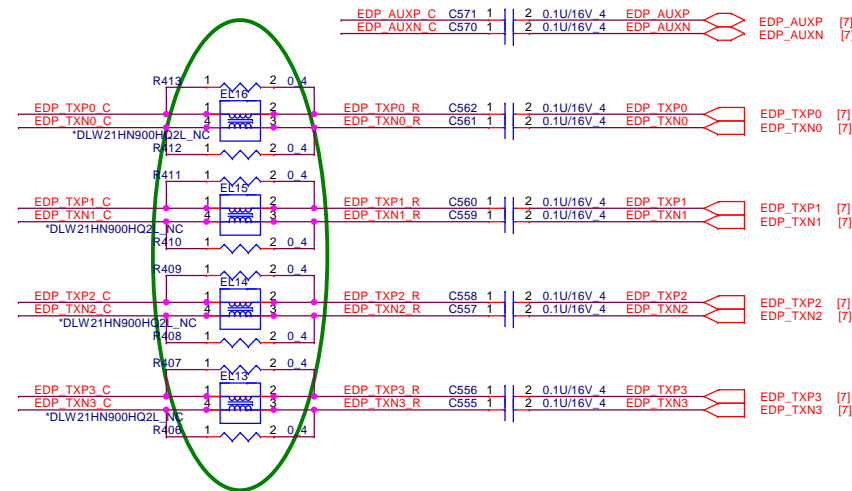 EDP_AUXP_C C571 1 2 0.1U/16V_4 EDP_AUXP EDP_AUXP [7]
EDP_AUXN_C C570 1 2 0.1U/16V_4 EDP_AUXN EDP_AUXN [7]
R413 1 2 0_4
EL16
EDP_TXP0_C 1 2 EDP_TXP0_R C562 1 2 0.1U/16V_4 EDP_TXP0 EDP_TXP0 [7]
EDP_TXN0_C 4 3 EDP_TXN0_R C561 1 2 0.1U/16V_4 EDP_TXN0 EDP_TXN0 [7]
*DLW21HN900HQ2L_NC
R412 1 2 0_4
R411 1 2 0_4
EL15
EDP_TXP1_C 1 2 EDP_TXP1_R C560 1 2 0.1U/16V_4 EDP_TXP1 EDP_TXP1 [7]
EDP_TXN1_C 4 3 EDP_TXN1_R C559 1 2 0.1U/16V_4 EDP_TXN1 EDP_TXN1 [7]
*DLW21HN900HQ2L_NC
R410 1 2 0_4
R409 1 2 0_4
EL14
EDP_TXP2_C 1 2 EDP_TXP2_R C558 1 2 0.1U/16V_4 EDP_TXP2 EDP_TXP2 [7]
EDP_TXN2_C 4 3 EDP_TXN2_R C557 1 2 0.1U/16V_4 EDP_TXN2 EDP_TXN2 [7]
*DLW21HN900HQ2L_NC
R408 1 2 0_4
R407 1 2 0_4
EL13
EDP_TXP3_C 1 2 EDP_TXP3_R C556 1 2 0.1U/16V_4 EDP_TXP3 EDP_TXP3 [7]
EDP_TXN3_C 4 3 EDP_TXN3_R C555 1 2 0.1U/16V_4 EDP_TXN3 EDP_TXN3 [7]
*DLW21HN900HQ2L_NC
R406 1 2 0_4